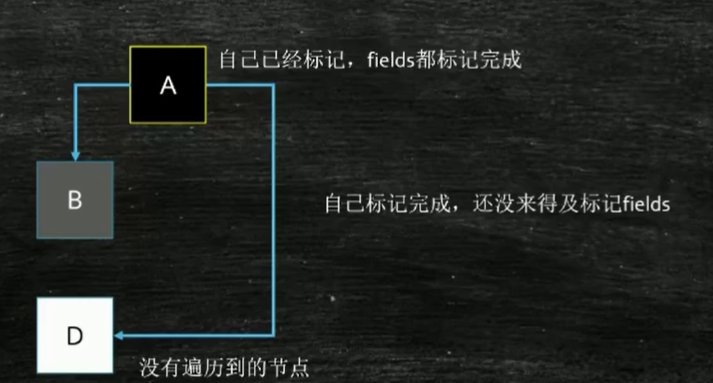 A
自己已经标记，fields都标记完成
B
自己标记完成，还没来得及标记fields
D
没有遍历到的节点